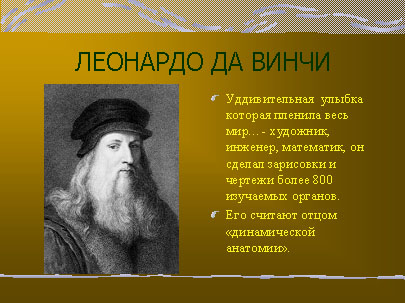 ЛЕОНАРДО ДА ВИНЧИ
Уддивительная улыбка
которая пленила весь
мир…- художник,
инженер, математик, он
сделал зарисовки и
чертежи более 800
изучаемых органов.
Его считают отцом
«динамической
анатомии».